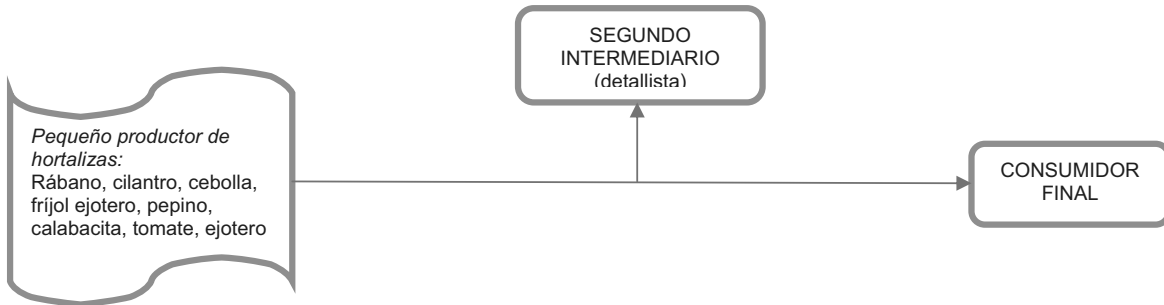 SEGUNDO
INTERMEDIARIO
(detallista)
Pequeño productor de
hortalizas:
Rábano, cilantro, cebolla,
fríjol ejotero, pepino,
calabacita, tomate, ejotero
CONSUMIDOR
FINAL